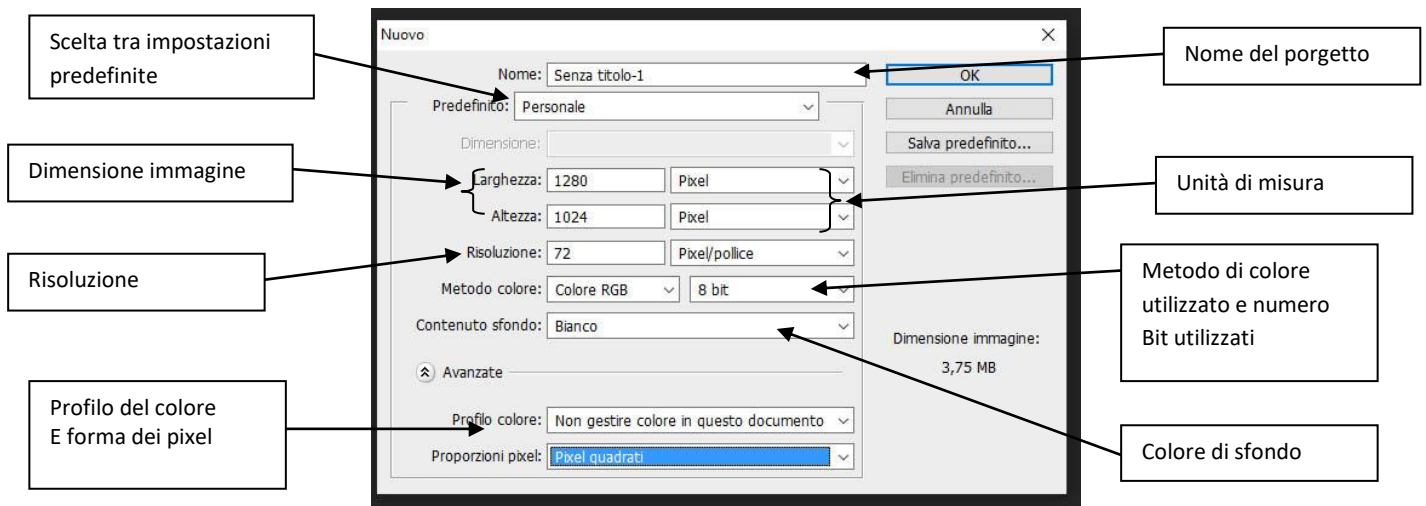 Scelta tra impostazioni
predefinite
Dimensione immagine
Risoluzione
Profilo del colore
E forma dei pixel
Nuovo
Nome: Senza titolo-1
Predefinito: Personale
Dimensione:
Larghezza: 1280 Pixel
Altezza: 1024 Pixel
Risoluzione: 72 Pixel/pollice
Metodo colore: Colore RGB 8 bit
Contenuto sfondo: Bianco
Avanzate
Profilo colore: Non gestire colore in questo documento
Proporzioni pixel: Pixel quadrati
OK
Annulla
Salva predefinito...
Elimina predefinito...
Dimensione immagine:
3,75 MB
Nome del porgetto
Unità di misura
Metodo di colore
utilizzato e numero
Bit utilizzati
Colore di sfondo